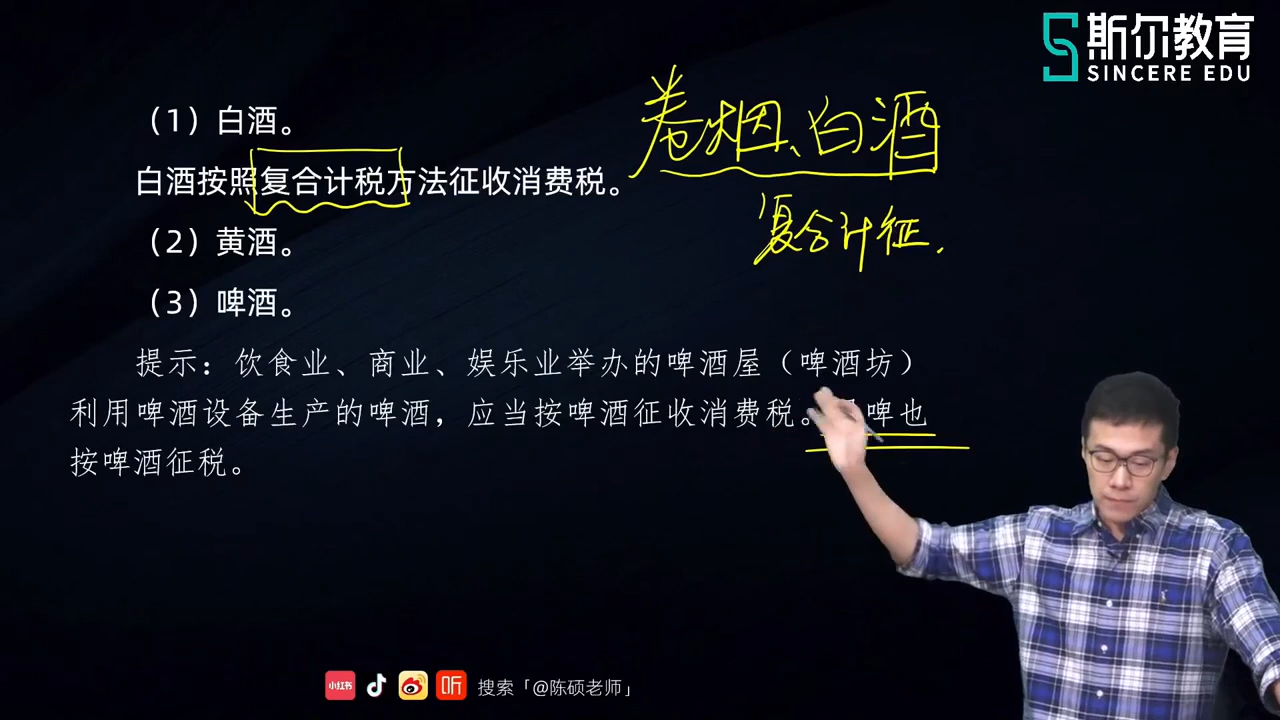 斯尔教育
SINCERE EDU
（1）白酒。
卷烟、白酒
白酒按照复合计税方法征收消费税。
复合计征.
（2）黄酒。
（3）啤酒。
提示：饮食业、商业、娱乐业举办的啤酒屋（啤酒坊）
利用啤酒设备生产的啤酒，应当按啤酒征收消费税。啤也
按啤酒征税。
小红书
听
搜索「@陈硕老师」